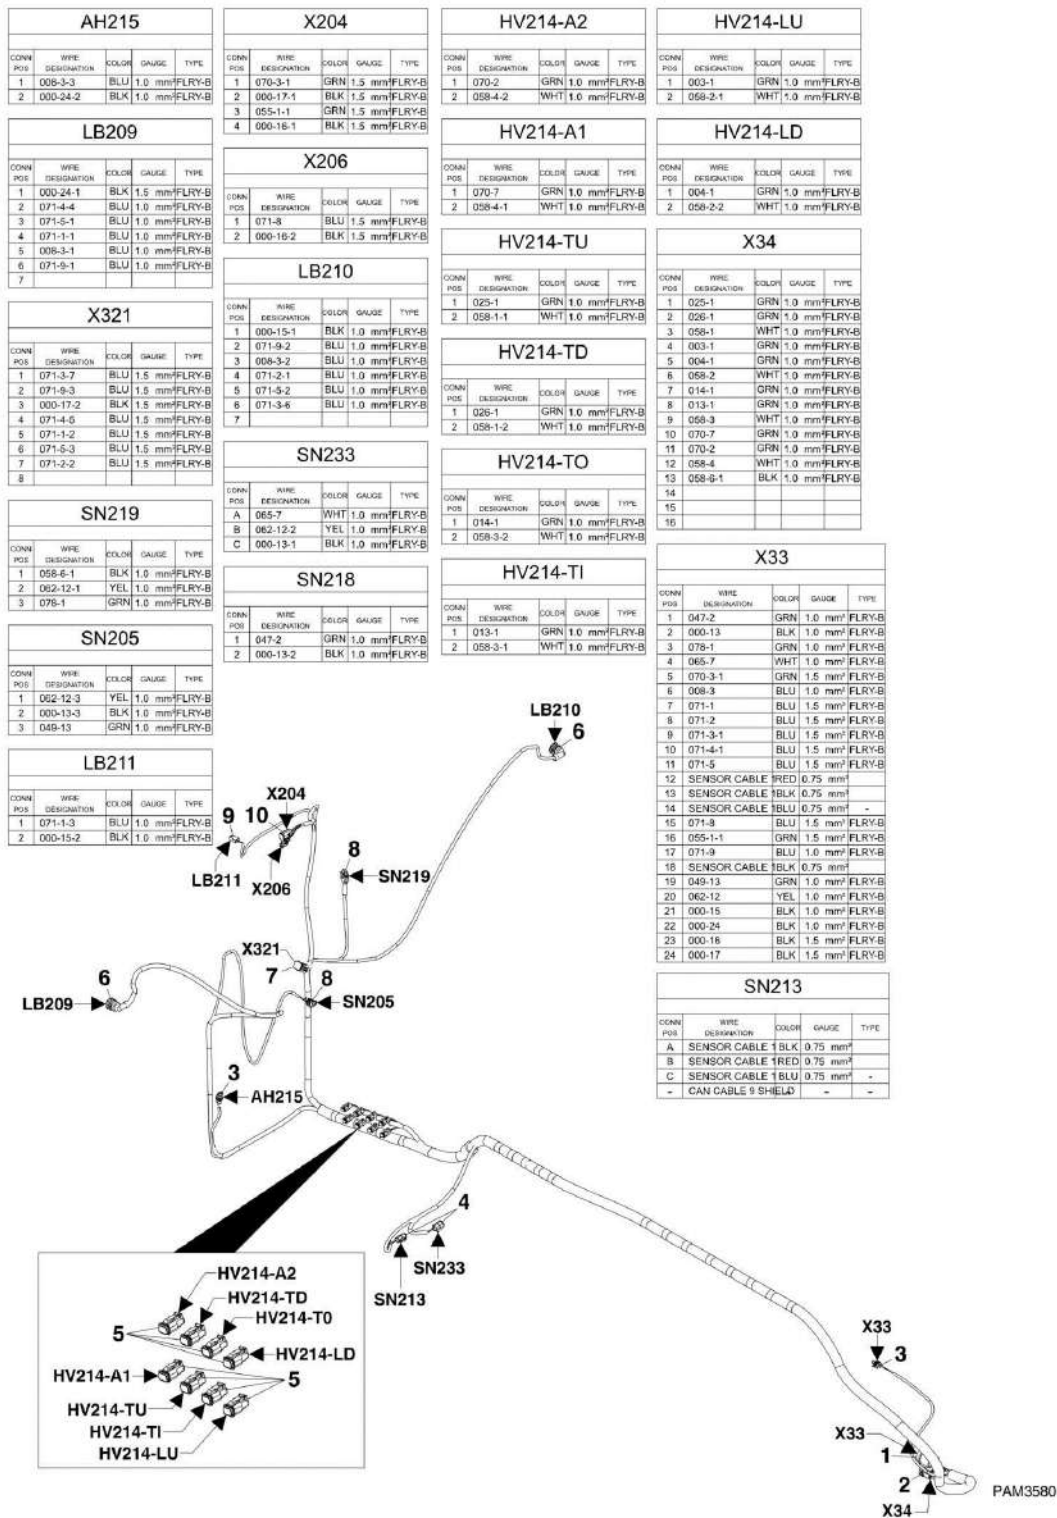 AH215
CONN POS WIRE DESIGNATION COLOR GAUGE TYPE
1 008-3-3 BLU 1.0 mm² FLRY-B
2 000-24-2 BLK 1.0 mm² FLRY-B
LB209
CONN POS WIRE DESIGNATION COLOR GAUGE TYPE
1 000-24-1 BLK 1.5 mm² FLRY-B
2 071-4-4 BLU 1.0 mm² FLRY-B
3 071-5-1 BLU 1.0 mm² FLRY-B
4 071-1-1 BLU 1.0 mm² FLRY-B
5 008-3-1 BLU 1.0 mm² FLRY-B
6 071-9-1 BLU 1.0 mm² FLRY-B
7
X321
CONN POS WIRE DESIGNATION COLOR GAUGE TYPE
1 071-3-7 BLU 1.5 mm² FLRY-B
2 071-9-3 BLU 1.5 mm² FLRY-B
3 000-17-2 BLK 1.5 mm² FLRY-B
4 071-4-5 BLU 1.5 mm² FLRY-B
5 071-1-2 BLU 1.5 mm² FLRY-B
6 071-5-3 BLU 1.5 mm² FLRY-B
7 071-2-2 BLU 1.5 mm² FLRY-B
8
SN219
CONN POS WIRE DESIGNATION COLOR GAUGE TYPE
1 058-6-1 BLK 1.0 mm² FLRY-B
2 062-12-1 YEL 1.0 mm² FLRY-B
3 078-1 GRN 1.0 mm² FLRY-B
SN205
CONN POS WIRE DESIGNATION COLOR GAUGE TYPE
1 062-12-3 YEL 1.0 mm² FLRY-B
2 000-13-3 BLK 1.0 mm² FLRY-B
3 049-13 GRN 1.0 mm² FLRY-B
LB211
CONN POS WIRE DESIGNATION COLOR GAUGE TYPE
1 071-1-3 BLU 1.0 mm² FLRY-B
2 000-15-2 BLK 1.0 mm² FLRY-B
X204
CONN POS WIRE DESIGNATION COLOR GAUGE TYPE
1 070-3-1 GRN 1.5 mm² FLRY-B
2 000-17-1 BLK 1.5 mm² FLRY-B
3 055-1-1 GRN 1.5 mm² FLRY-B
4 000-16-1 BLK 1.5 mm² FLRY-B
X206
CONN POS WIRE DESIGNATION COLOR GAUGE TYPE
1 071-8 BLU 1.5 mm² FLRY-B
2 000-16-2 BLK 1.5 mm² FLRY-B
LB210
CONN POS WIRE DESIGNATION COLOR GAUGE TYPE
1 000-15-1 BLK 1.0 mm² FLRY-B
2 071-9-2 BLU 1.0 mm² FLRY-B
3 008-3-2 BLU 1.0 mm² FLRY-B
4 071-2-1 BLU 1.0 mm² FLRY-B
5 071-5-2 BLU 1.0 mm² FLRY-B
6 071-3-6 BLU 1.0 mm² FLRY-B
7
SN233
CONN POS WIRE DESIGNATION COLOR GAUGE TYPE
A 065-7 WHT 1.0 mm² FLRY-B
B 062-12-2 YEL 1.0 mm² FLRY-B
C 000-13-1 BLK 1.0 mm² FLRY-B
SN218
CONN POS WIRE DESIGNATION COLOR GAUGE TYPE
1 047-2 GRN 1.0 mm² FLRY-B
2 000-13-2 BLK 1.0 mm² FLRY-B
HV214-A2
CONN POS WIRE DESIGNATION COLOR GAUGE TYPE
1 070-2 GRN 1.0 mm² FLRY-B
2 058-4-2 WHT 1.0 mm² FLRY-B
HV214-A1
CONN POS WIRE DESIGNATION COLOR GAUGE TYPE
1 070-7 GRN 1.0 mm² FLRY-B
2 058-4-1 WHT 1.0 mm² FLRY-B
HV214-TU
CONN POS WIRE DESIGNATION COLOR GAUGE TYPE
1 025-1 GRN 1.0 mm² FLRY-B
2 058-1-1 WHT 1.0 mm² FLRY-B
HV214-TD
CONN POS WIRE DESIGNATION COLOR GAUGE TYPE
1 026-1 GRN 1.0 mm² FLRY-B
2 058-1-2 WHT 1.0 mm² FLRY-B
HV214-TO
CONN POS WIRE DESIGNATION COLOR GAUGE TYPE
1 014-1 GRN 1.0 mm² FLRY-B
2 058-3-2 WHT 1.0 mm² FLRY-B
HV214-TI
CONN POS WIRE DESIGNATION COLOR GAUGE TYPE
1 013-1 GRN 1.0 mm² FLRY-B
2 058-3-1 WHT 1.0 mm² FLRY-B
HV214-LU
CONN POS WIRE DESIGNATION COLOR GAUGE TYPE
1 003-1 GRN 1.0 mm² FLRY-B
2 058-2-1 WHT 1.0 mm² FLRY-B
HV214-LD
CONN POS WIRE DESIGNATION COLOR GAUGE TYPE
1 004-1 GRN 1.0 mm² FLRY-B
2 058-2-2 WHT 1.0 mm² FLRY-B
X34
CONN POS WIRE DESIGNATION COLOR GAUGE TYPE
1 025-1 GRN 1.0 mm² FLRY-B
2 026-1 GRN 1.0 mm² FLRY-B
3 058-1 WHT 1.0 mm² FLRY-B
4 003-1 GRN 1.0 mm² FLRY-B
5 004-1 GRN 1.0 mm² FLRY-B
6 058-2 WHT 1.0 mm² FLRY-B
7 014-1 GRN 1.0 mm² FLRY-B
8 013-1 GRN 1.0 mm² FLRY-B
9 058-3 WHT 1.0 mm² FLRY-B
10 070-7 GRN 1.0 mm² FLRY-B
11 070-2 GRN 1.0 mm² FLRY-B
12 058-4 WHT 1.0 mm² FLRY-B
13 058-6-1 BLK 1.0 mm² FLRY-B
14
15
16
X33
CONN POS WIRE DESIGNATION COLOR GAUGE TYPE
1 047-2 GRN 1.0 mm² FLRY-B
2 000-13 BLK 1.0 mm² FLRY-B
3 078-1 GRN 1.0 mm² FLRY-B
4 065-7 WHT 1.0 mm² FLRY-B
5 070-3-1 GRN 1.5 mm² FLRY-B
6 008-3 BLU 1.0 mm² FLRY-B
7 071-1 BLU 1.5 mm² FLRY-B
8 071-2 BLU 1.5 mm² FLRY-B
9 071-3-1 BLU 1.5 mm² FLRY-B
10 071-4-1 BLU 1.5 mm² FLRY-B
11 071-5 BLU 1.5 mm² FLRY-B
12 SENSOR CABLE 1 RED 0.75 mm²
13 SENSOR CABLE 1 BLK 0.75 mm²
14 SENSOR CABLE 1 BLU 0.75 mm² -
15 071-8 BLU 1.5 mm² FLRY-B
16 055-1-1 GRN 1.5 mm² FLRY-B
17 071-9 BLU 1.0 mm² FLRY-B
18 SENSOR CABLE 1 BLK 0.75 mm²
19 049-13 GRN 1.0 mm² FLRY-B
20 062-12 YEL 1.0 mm² FLRY-B
21 000-15 BLK 1.0 mm² FLRY-B
22 000-24 BLK 1.0 mm² FLRY-B
23 000-16 BLK 1.5 mm² FLRY-B
24 000-17 BLK 1.5 mm² FLRY-B
SN213
CONN POS WIRE DESIGNATION COLOR GAUGE TYPE
A SENSOR CABLE 1 BLK 0.75 mm²
B SENSOR CABLE 1 RED 0.75 mm²
C SENSOR CABLE 1 BLU 0.75 mm² -
- CAN CABLE 9 SHIELD - -
LB210
6
X204
9 10
8
LB211
X206
SN219
X321
7
6
8
LB209
SN205
3
AH215
4
SN233
SN213
HV214-A2
HV214-TD
HV214-T0
5
HV214-LD
HV214-A1
5
HV214-TU
HV214-TI
HV214-LU
X33
3
X33
1
2
X34
PAM3580